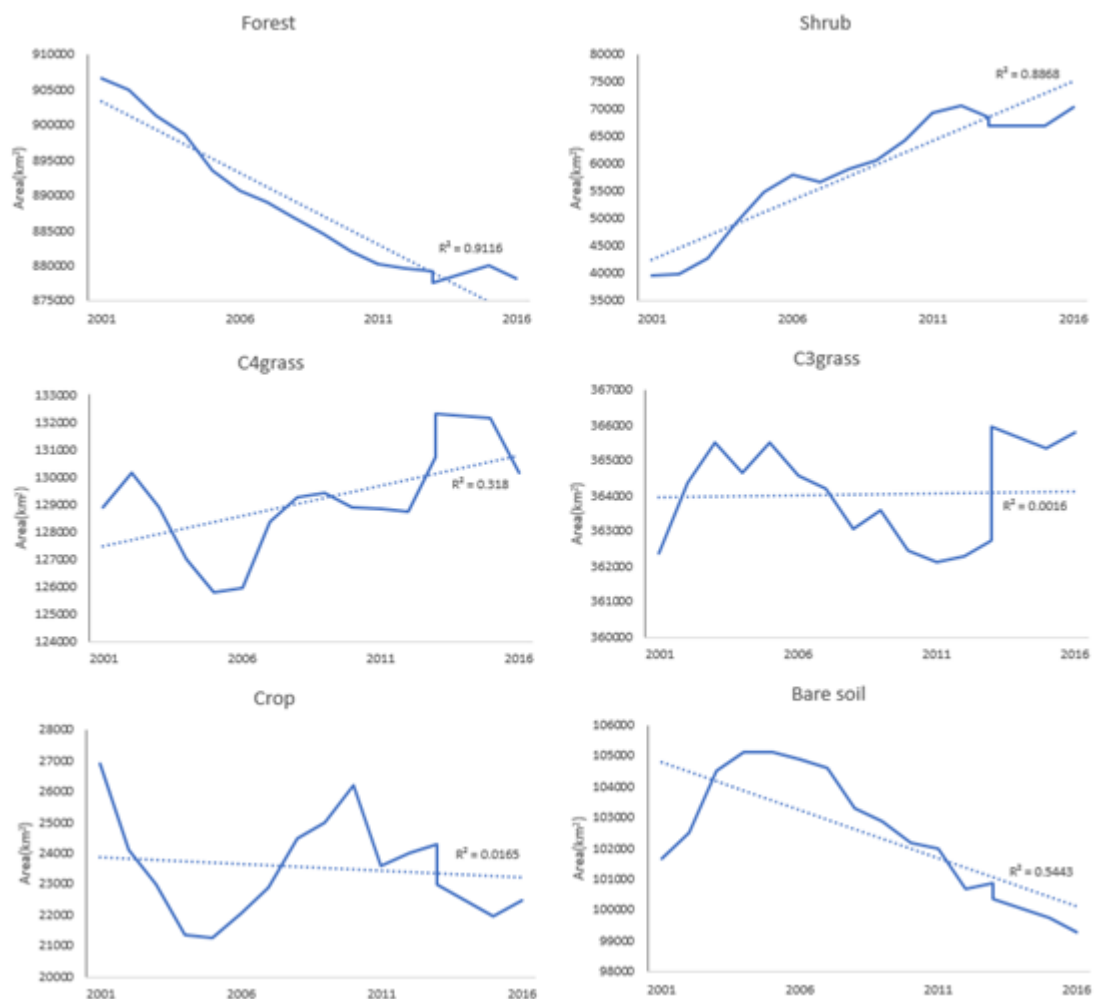 Forest
910000
905000
900000
895000
890000
885000
880000
875000
Area(km²)
R² = 0.9116
2001 2006 2011 2016
Shrub
80000
75000
70000
65000
60000
55000
50000
45000
40000
35000
Area(km²)
R² = 0.8868
2001 2006 2011 2016
C4grass
133000
132000
131000
130000
129000
128000
127000
126000
125000
124000
Area(km²)
R² = 0.318
2001 2006 2011 2016
C3grass
367000
366000
365000
364000
363000
362000
361000
360000
Area(km²)
R² = 0.0016
2001 2006 2011 2016
Crop
28000
27000
26000
25000
24000
23000
22000
21000
20000
Area(km²)
R² = 0.0165
2001 2006 2011 2016
Bare soil
106000
105000
104000
103000
102000
101000
100000
99000
98000
Area(km²)
R² = 0.5443
2001 2006 2011 2016